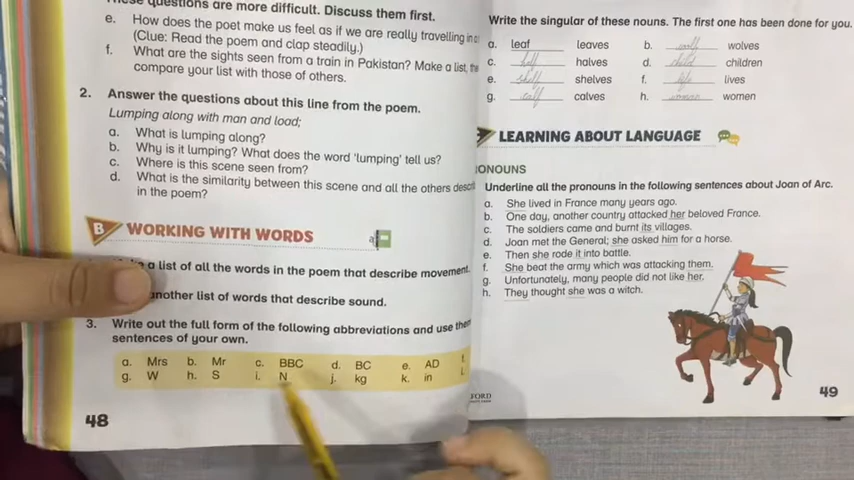 questions are more difficult. Discuss them first.
e. How does the poet make us feel as if we are really travelling in
(Clue: Read the poem and clap steadily.)
f. What are the sights seen from a train in Pakistan? Make a list,
compare your list with those of others.
2. Answer the questions about this line from the poem.
Lumping along with man and load;
a. What is lumping along?
b. Why is it lumping? What does the word 'lumping' tell us?
c. Where is this scene seen from?
d. What is the similarity between this scene and all the others
in the poem?
B WORKING WITH WORDS
a list of all the words in the poem that describe movement.
another list of words that describe sound.
3. Write out the full form of the following abbreviations and use them
sentences of your own.
a. Mrs b. Mr c. BBC d. BC e. AD f.
g. W h. S i. N j. kg k. in
48
Write the singular of these nouns. The first one has been done for you.
a. leaf leaves b. wolf wolves
c. half halves d. child children
e. shelf shelves f. life lives
g. calf calves h. woman women
LEARNING ABOUT LANGUAGE
Underline all the pronouns in the following sentences about Joan of Arc.
a. She lived in France many years ago.
b. One day, another country attacked her beloved France.
c. The soldiers came and burnt its villages.
d. Joan met the General; she asked him for a horse.
e. Then she rode it into battle.
f. She beat the army which was attacking them.
g. Unfortunately, many people did not like her.
h. They thought she was a witch.
49